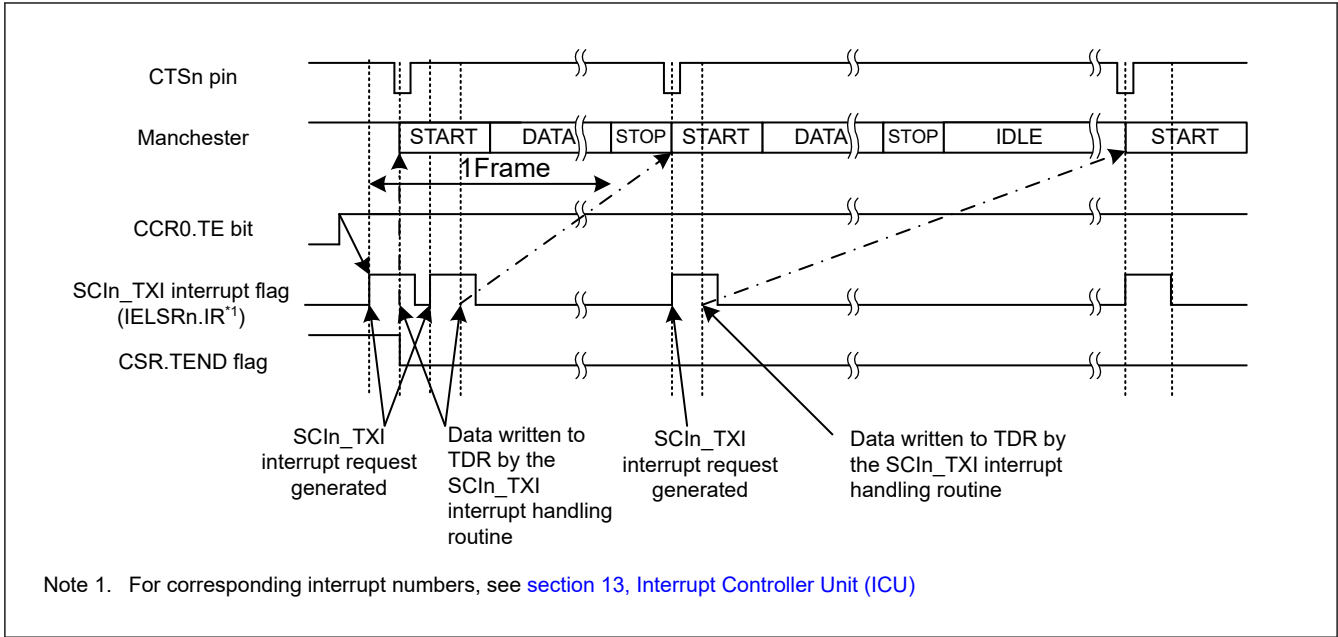 CTSn pin
Manchester
START
DATA
STOP
START
DATA
STOP
IDLE
START
1Frame
CCR0.TE bit
SCIn_TXI interrupt flag
(IELSRn.IR*1)
CSR.TEND flag
SCIn_TXI
interrupt request
generated
Data written to
TDR by the
SCIn_TXI
interrupt handling
routine
SCIn_TXI
interrupt request
generated
Data written to TDR by
the SCIn_TXI interrupt
handling routine
Note 1. For corresponding interrupt numbers, see section 13, Interrupt Controller Unit (ICU)